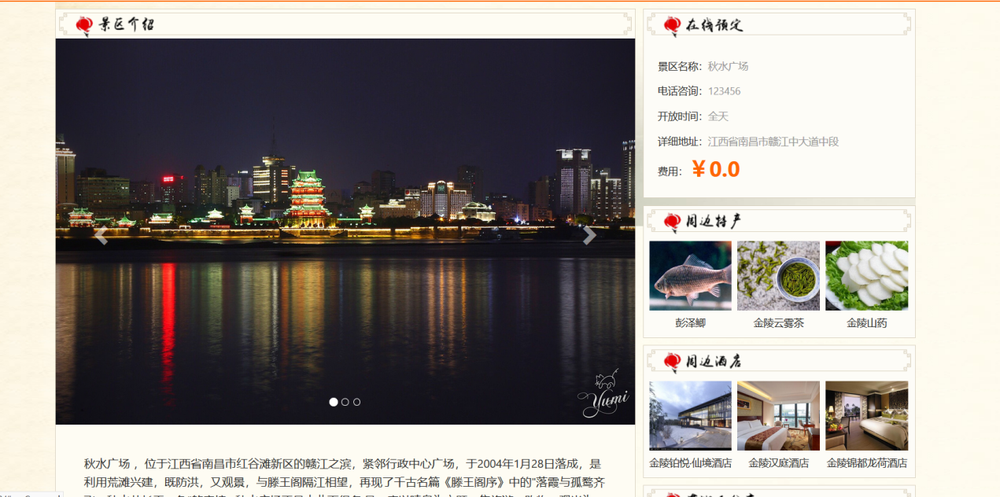 景区介绍
Yumi
秋水广场 ，位于江西省南昌市红谷滩新区的赣江之滨，紧邻行政中心广场，于2004年1月28日落成，是
利用荒滩兴建，既防洪，又观景，与滕王阁隔江相望，再现了千古名篇《滕王阁序》中的"落霞与孤鹜齐
在线预定
景区名称：秋水广场
电话咨询：123456
开放时间：全天
详细地址：江西省南昌市赣江中大道中段
费用：￥0.0
周边特产
彭泽鲫 金陵云雾茶 金陵山药
周边酒店
金陵铂悦·仙境酒店 金陵汉庭酒店 金陵锦都龙荷酒店